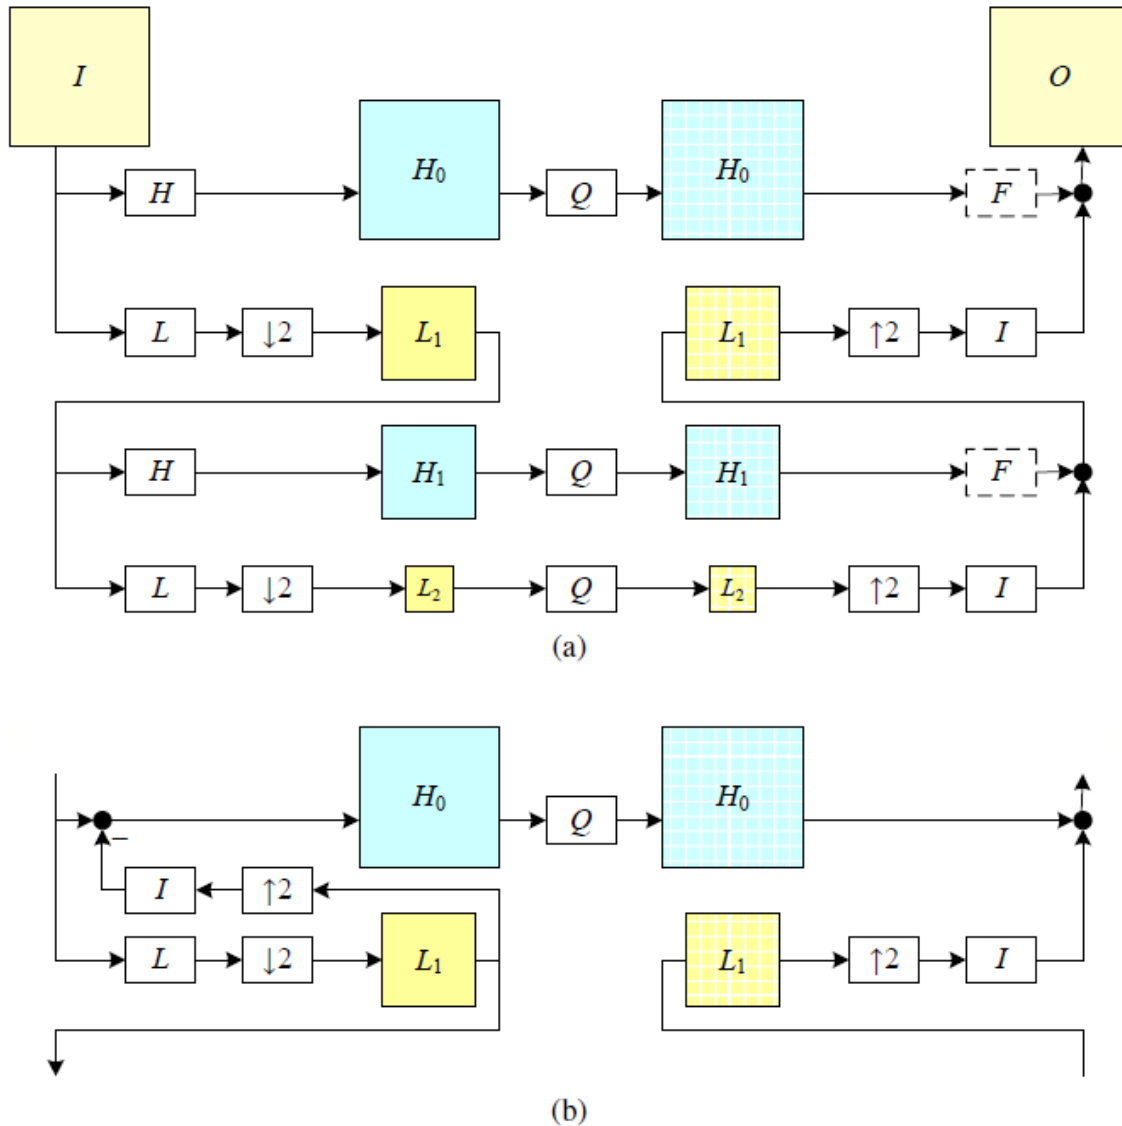 I O
H H₀ Q H₀ F
L ↓2 L₁ L₁ ↑2 I
H H₁ Q H₁ F
L ↓2 L₂ Q L₂ ↑2 I
(a)
H₀ Q H₀
–
I ↑2
L ↓2 L₁ L₁ ↑2 I
(b)